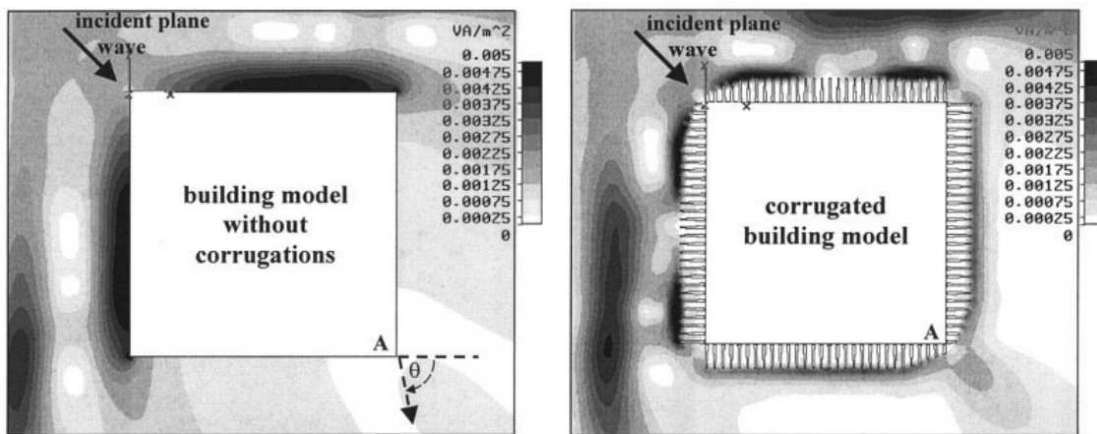 incident plane
wave
VA/m^2
0.005
0.00475
0.00425
0.00375
0.00325
0.00275
0.00225
0.00175
0.00125
0.00075
0.00025
0
x
building model
without
corrugations
A
θ
incident plane
wave
VA/m^2
0.005
0.00475
0.00425
0.00375
0.00325
0.00275
0.00225
0.00175
0.00125
0.00075
0.00025
0
x
corrugated
building model
A